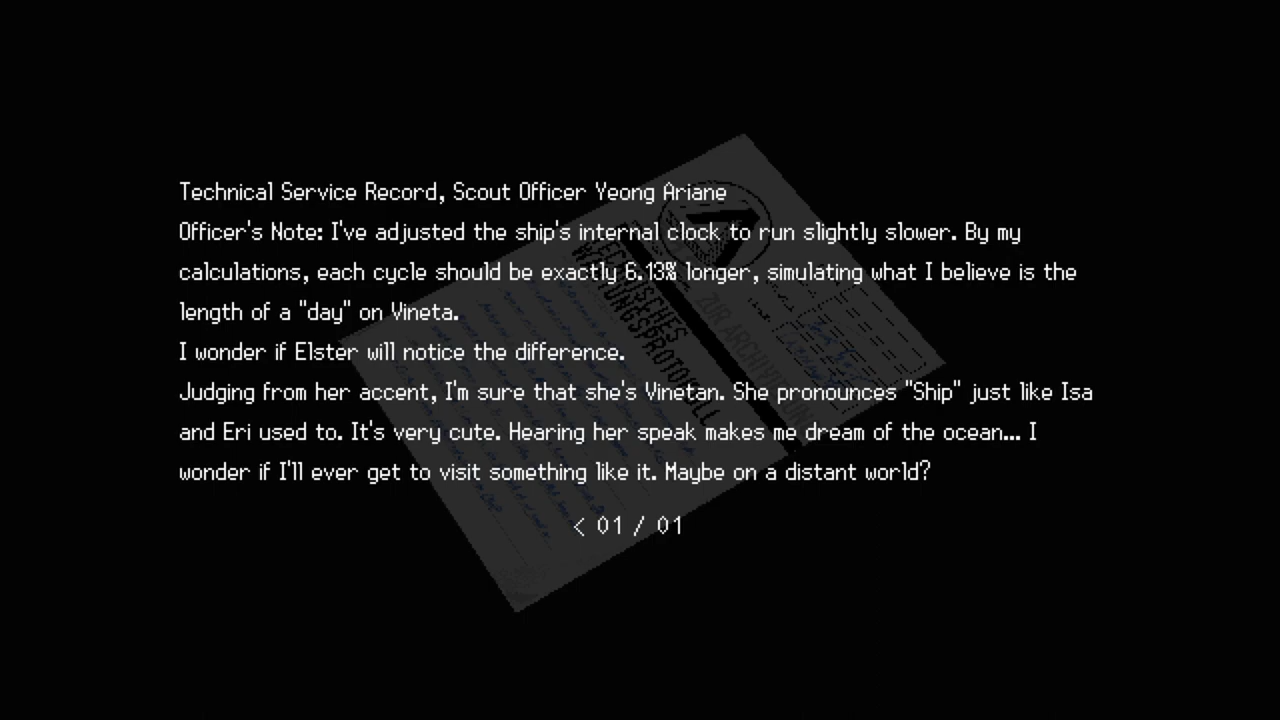 Technical Service Record, Scout Officer Yeong Ariane
Officer's Note: I've adjusted the ship's internal clock to run slightly slower. By my
calculations, each cycle should be exactly 6.13% longer, simulating what I believe is the
length of a "day" on Vineta.
I wonder if Elster will notice the difference.
Judging from her accent, I'm sure that she's Vinetan. She pronounces "Ship" just like Isa
and Eri used to. It's very cute. Hearing her speak makes me dream of the ocean... I
wonder if I'll ever get to visit something like it. Maybe on a distant world?
< 01 / 01